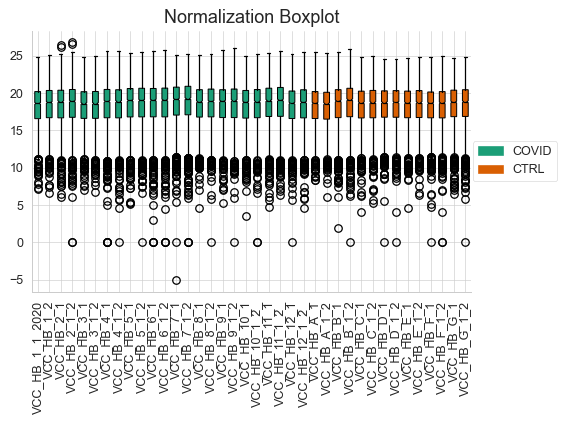 Normalization Boxplot
25
20
15
10
5
0
−5
COVID
CTRL
VCC_HB_1_1_2020
VCC_HB_1_2
VCC_HB_2_1
VCC_HB_2_1_2
VCC_HB_3_1
VCC_HB_3_1_2
VCC_HB_4_1
VCC_HB_4_1_2
VCC_HB_5_1
VCC_HB_5_1_2
VCC_HB_6_1
VCC_HB_6_1_2
VCC_HB_7_1
VCC_HB_7_1_2
VCC_HB_8_1
VCC_HB_8_1_2
VCC_HB_9_1
VCC_HB_9_1_2
VCC_HB_10_1
VCC_HB_10_1_2
VCC_HB_11_1
VCC_HB_11_1_2
VCC_HB_12_1
VCC_HB_12_1_2
VCC_HB_A_1
VCC_HB_A_1_2
VCC_HB_B_1
VCC_HB_B_1_2
VCC_HB_C_1
VCC_HB_C_1_2
VCC_HB_D_1
VCC_HB_D_1_2
VCC_HB_E_1
VCC_HB_E_1_2
VCC_HB_F_1
VCC_HB_F_1_2
VCC_HB_G_1
VCC_HB_G_1_2